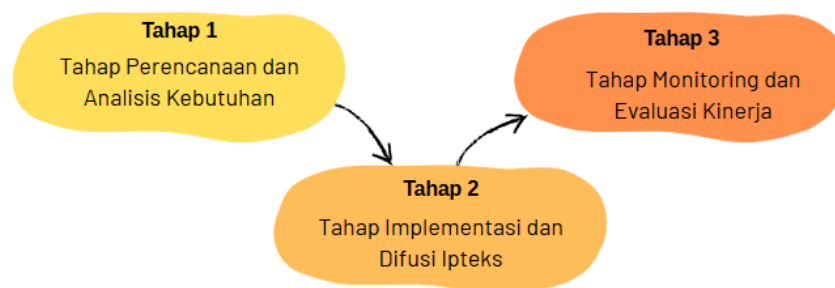 Tahap 1
Tahap Perencanaan dan
Analisis Kebutuhan
Tahap 2
Tahap Implementasi dan
Difusi Ipteks
Tahap 3
Tahap Monitoring dan
Evaluasi Kinerja